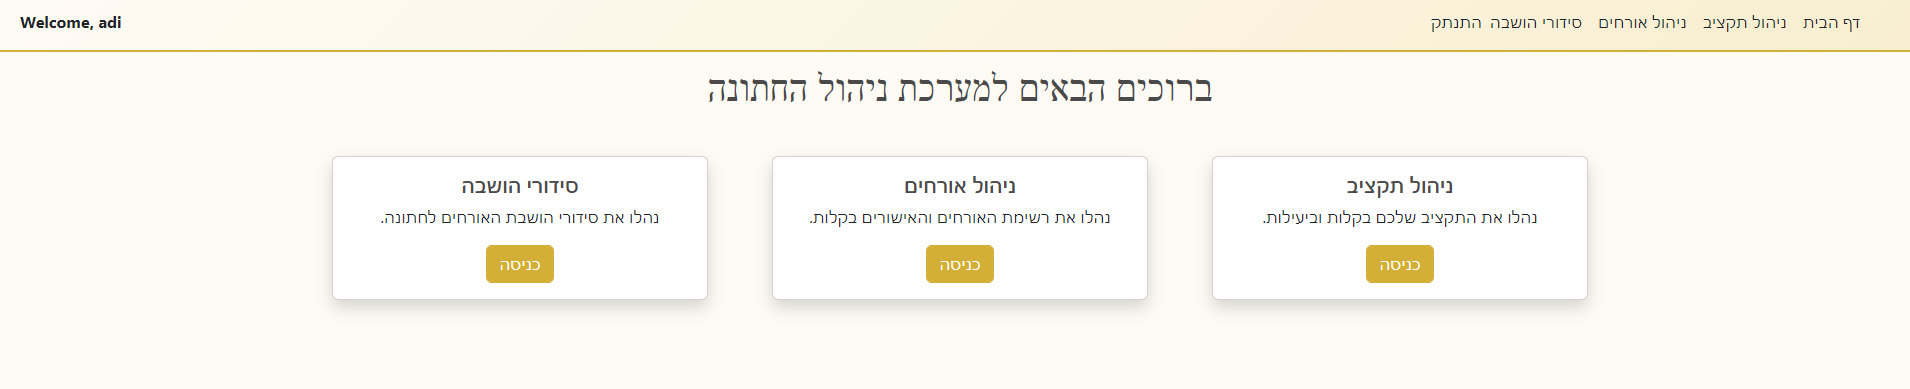 דף הבית
ניהול תקציב
ניהול אורחים
סידורי הושבה
התנתק
Welcome, adi
ברוכים הבאים למערכת ניהול החתונה
ניהול תקציב
נהלו את התקציב שלכם בקלות וביעילות.
כניסה
ניהול אורחים
נהלו את רשימת האורחים והאישורים בקלות.
כניסה
סידורי הושבה
נהלו את סידורי הושבת האורחים לחתונה.
כניסה